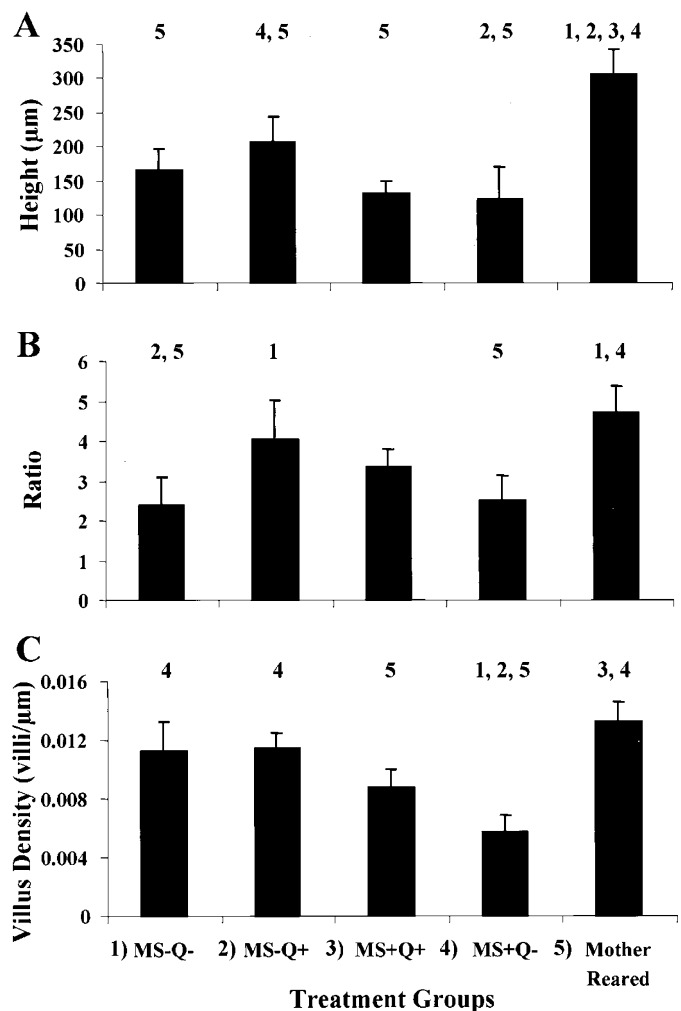 A
5 4, 5 5 2, 5 1, 2, 3, 4
350
300
250
200
150
100
50
0
Height (µm)
B
2, 5 1 5 1, 4
6
5
4
3
2
1
0
Ratio
C
4 4 5 1, 2, 5 3, 4
0.016
0.012
0.008
0.004
0
Villus Density (villi/µm)
1) MS-Q- 2) MS-Q+ 3) MS+Q+ 4) MS+Q- 5) Mother
Reared
Treatment Groups